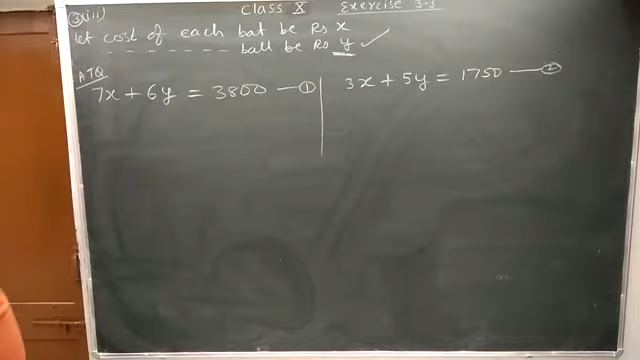 Class X Exercise 3.3
3(iii)
let cost of each bat be Rs x
- - - - - - - - - - ball be Rs y ✓
ATQ
7x + 6y = 3800 —①
3x + 5y = 1750 —②